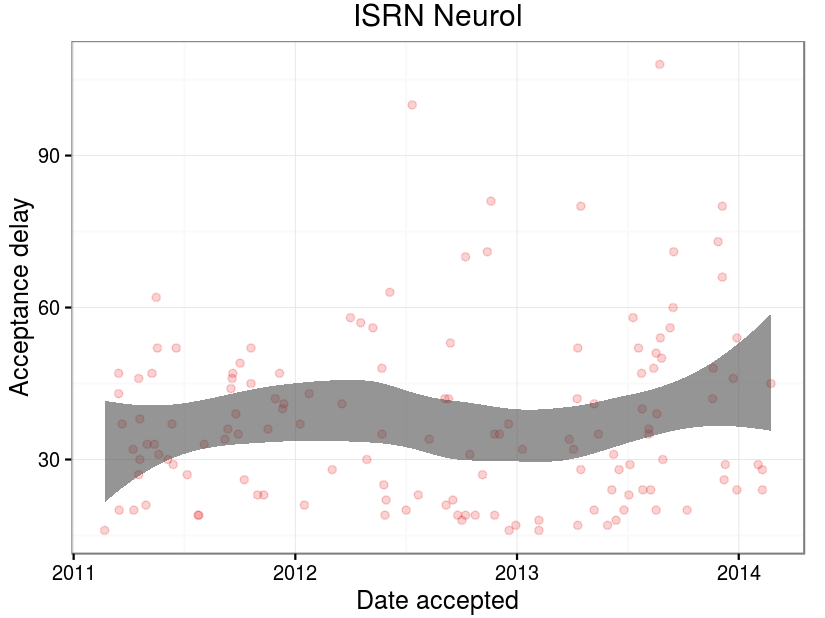 ISRN Neurol
Acceptance delay
90
60
30
2011 2012 2013 2014
Date accepted